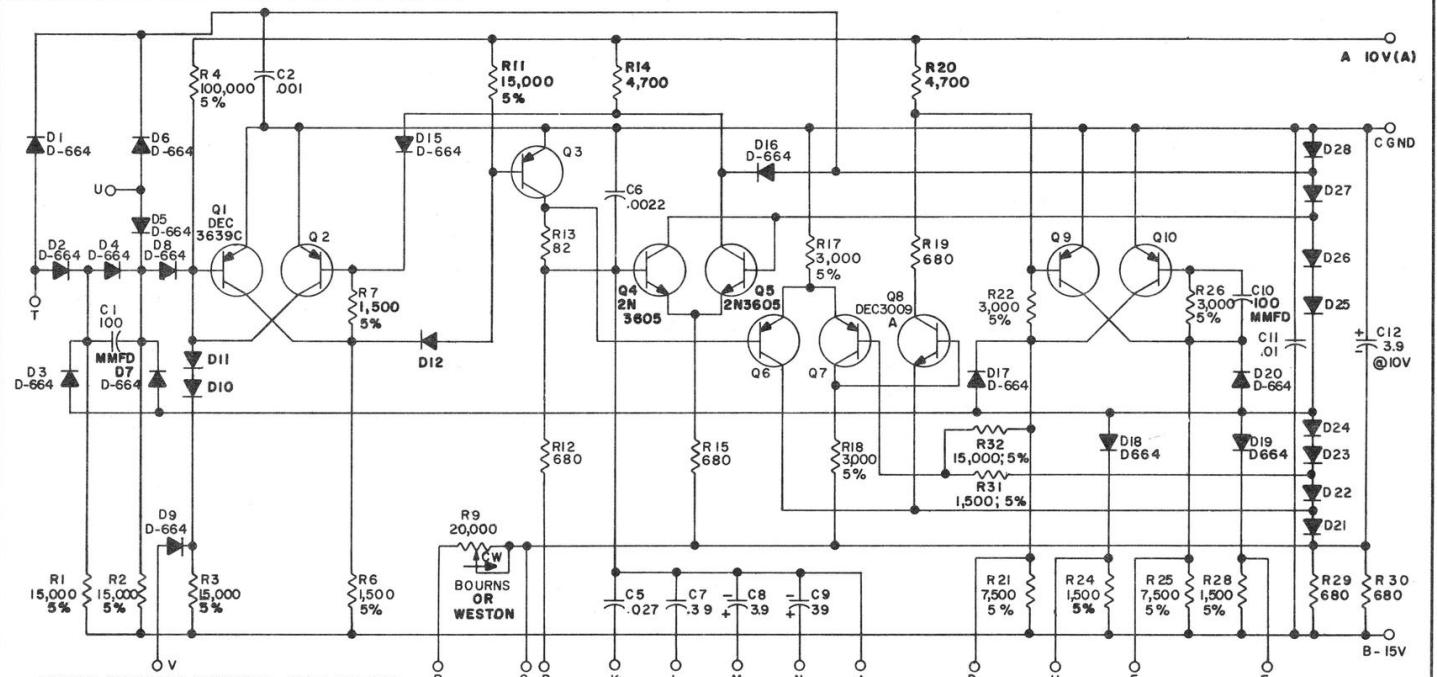 A 10V(A)
R4
100,000
5%
C2
.001
R11
15,000
5%
R14
4,700
R20
4,700
D1
D-664
D6
D-664
D15
D-664
Q3
D16
D-664
C GND
D28
D27
U
D5
D-664
Q1
DEC
3639C
Q2
C6
.0022
D2
D-664
D4
D-664
D8
D-664
R13
82
R17
3,000
5%
R19
680
Q9
Q10
D26
T
C1
100
MMFD
R7
1,500
5%
Q4
2N
3605
Q5
2N3605
Q8
DEC3009
A
R22
3,000
5%
R26
3,000
5%
C10
100
MMFD
D25
D3
D-664
D7
D-664
D11
D10
D12
Q6
Q7
D17
D-664
C11
.01
D20
D-664
+
-
C12
3.9
@10V
R12
680
R15
680
R18
3,000
5%
R32
15,000; 5%
R31
1,500; 5%
D18
D664
D19
D664
D24
D23
D22
D21
D9
D-664
R9
20,000
CW
BOURNS
OR
WESTON
R1
15,000
5%
R2
15,000
5%
R3
15,000
5%
R6
1,500
5%
C5
.027
C7
.39
-
+
C8
3.9
-
+
C9
39
R21
7,500
5%
R24
1,500
5%
R25
7,500
5%
R28
1,500
5%
R29
680
R30
680
B-15V
V